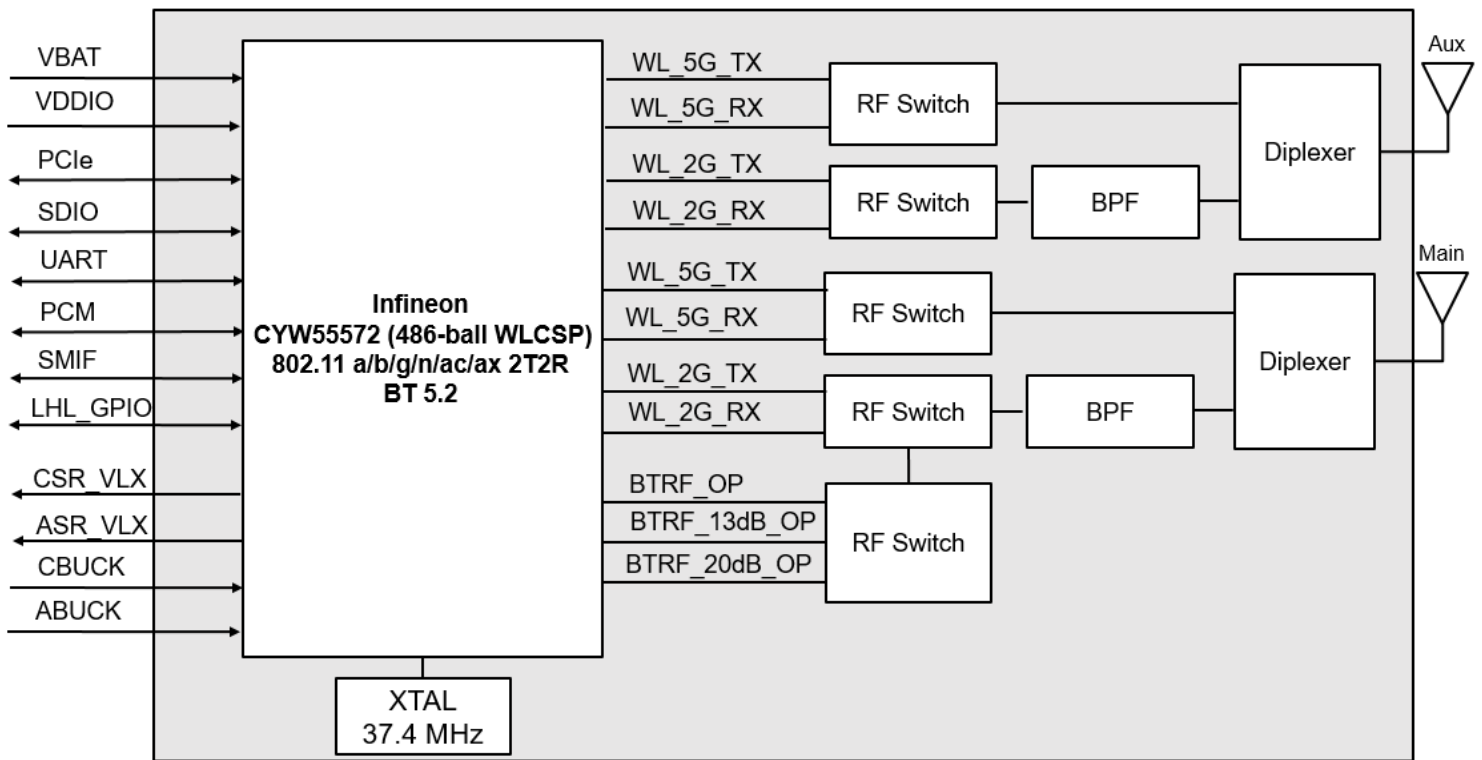 VBAT
VDDIO
PCIe
SDIO
UART
PCM
SMIF
LHL_GPIO
CSR_VLX
ASR_VLX
CBUCK
ABUCK
Infineon
CYW55572 (486-ball WLCSP)
802.11 a/b/g/n/ac/ax 2T2R
BT 5.2
XTAL
37.4 MHz
WL_5G_TX
WL_5G_RX
RF Switch
WL_2G_TX
WL_2G_RX
RF Switch
BPF
Diplexer
Aux
WL_5G_TX
WL_5G_RX
RF Switch
WL_2G_TX
WL_2G_RX
RF Switch
BPF
Diplexer
Main
BTRF_OP
BTRF_13dB_OP
BTRF_20dB_OP
RF Switch